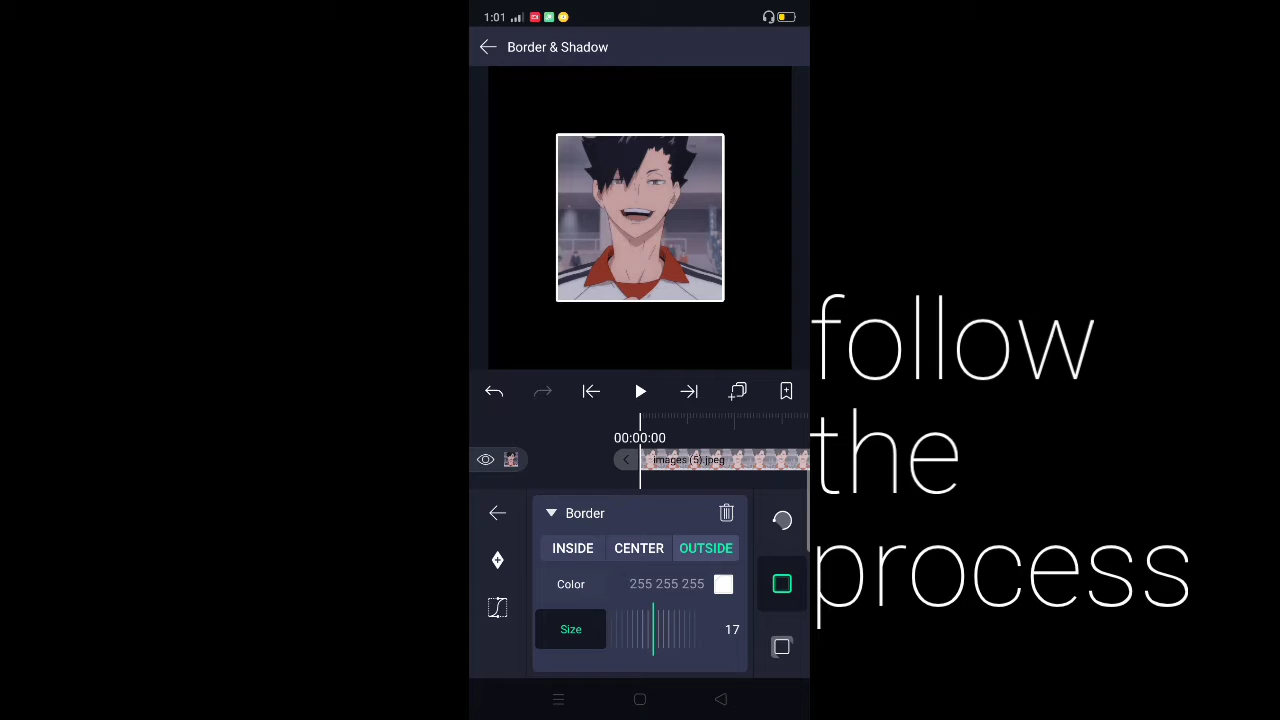 1:01
Border & Shadow
00:00:00
images (5).jpeg
Border
INSIDE CENTER OUTSIDE
Color 255 255 255
Size 17
follow
the
process